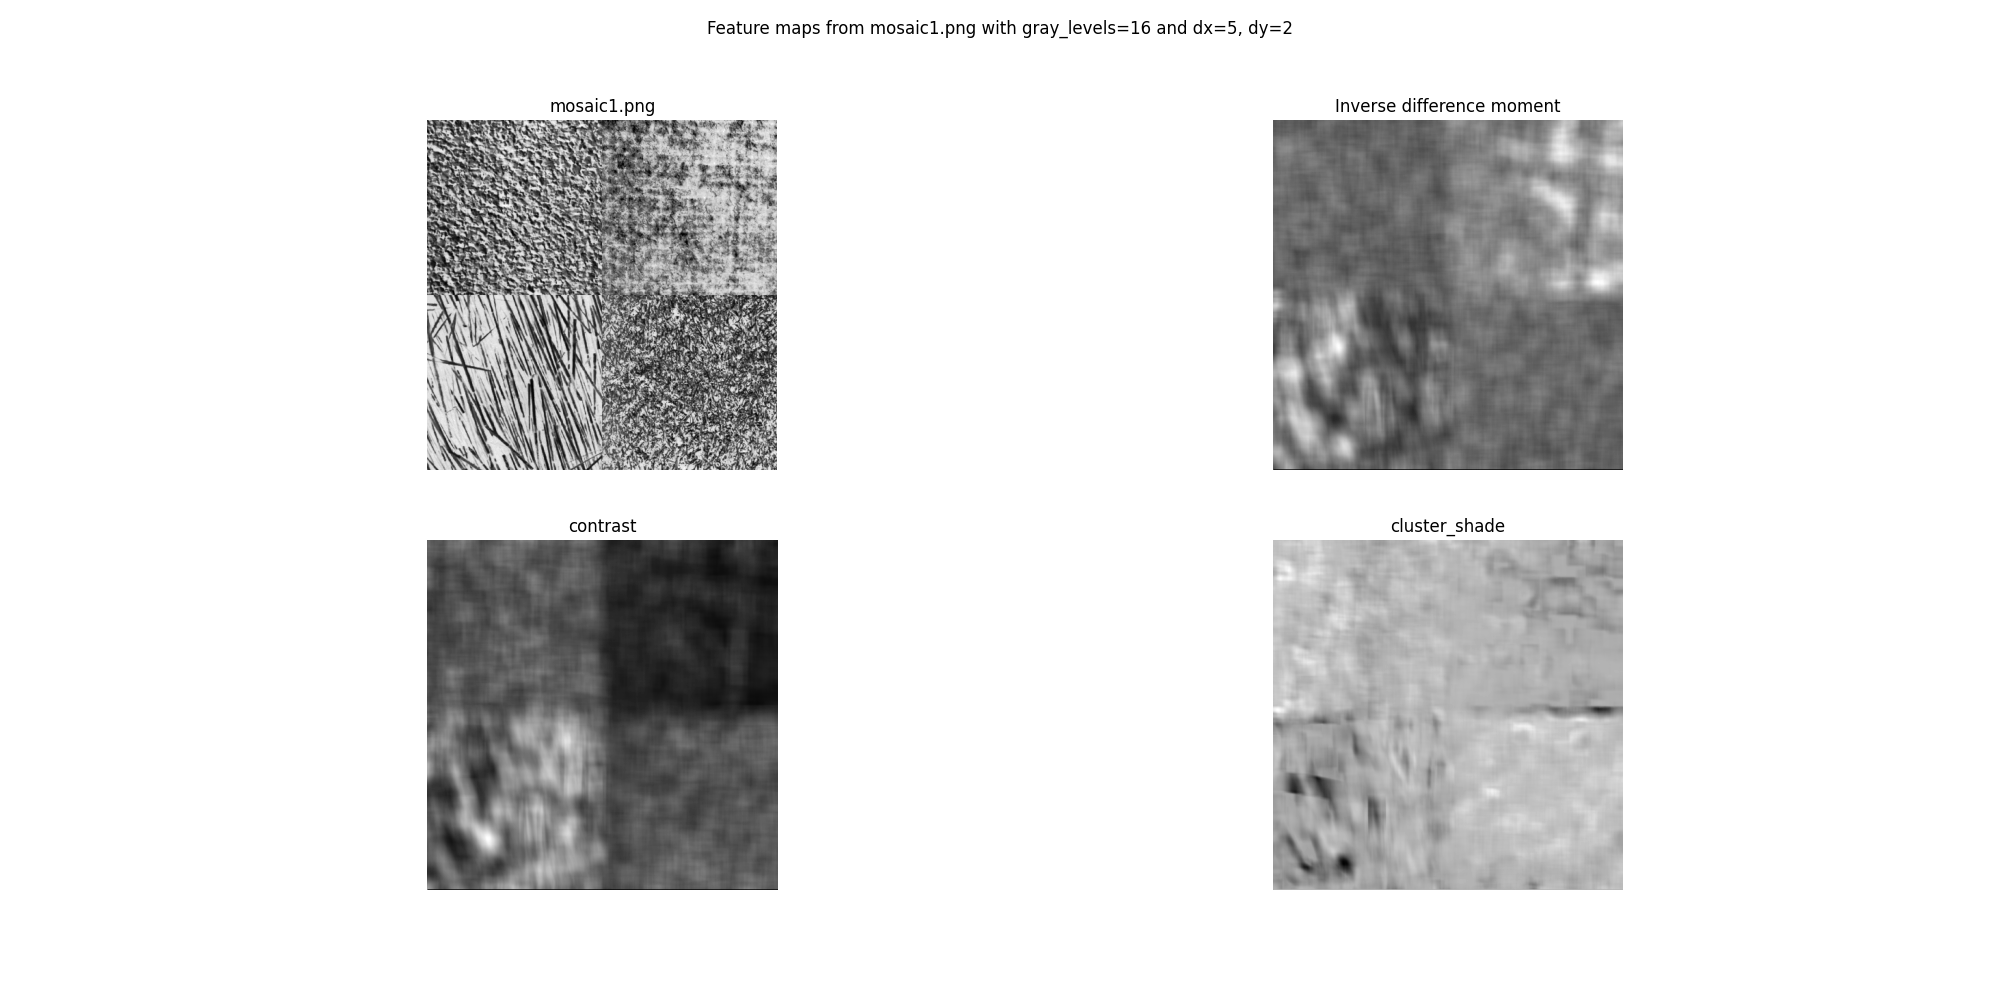 Feature maps from mosaic1.png with gray_levels=16 and dx=5, dy=2
mosaic1.png
Inverse difference moment
contrast
cluster_shade